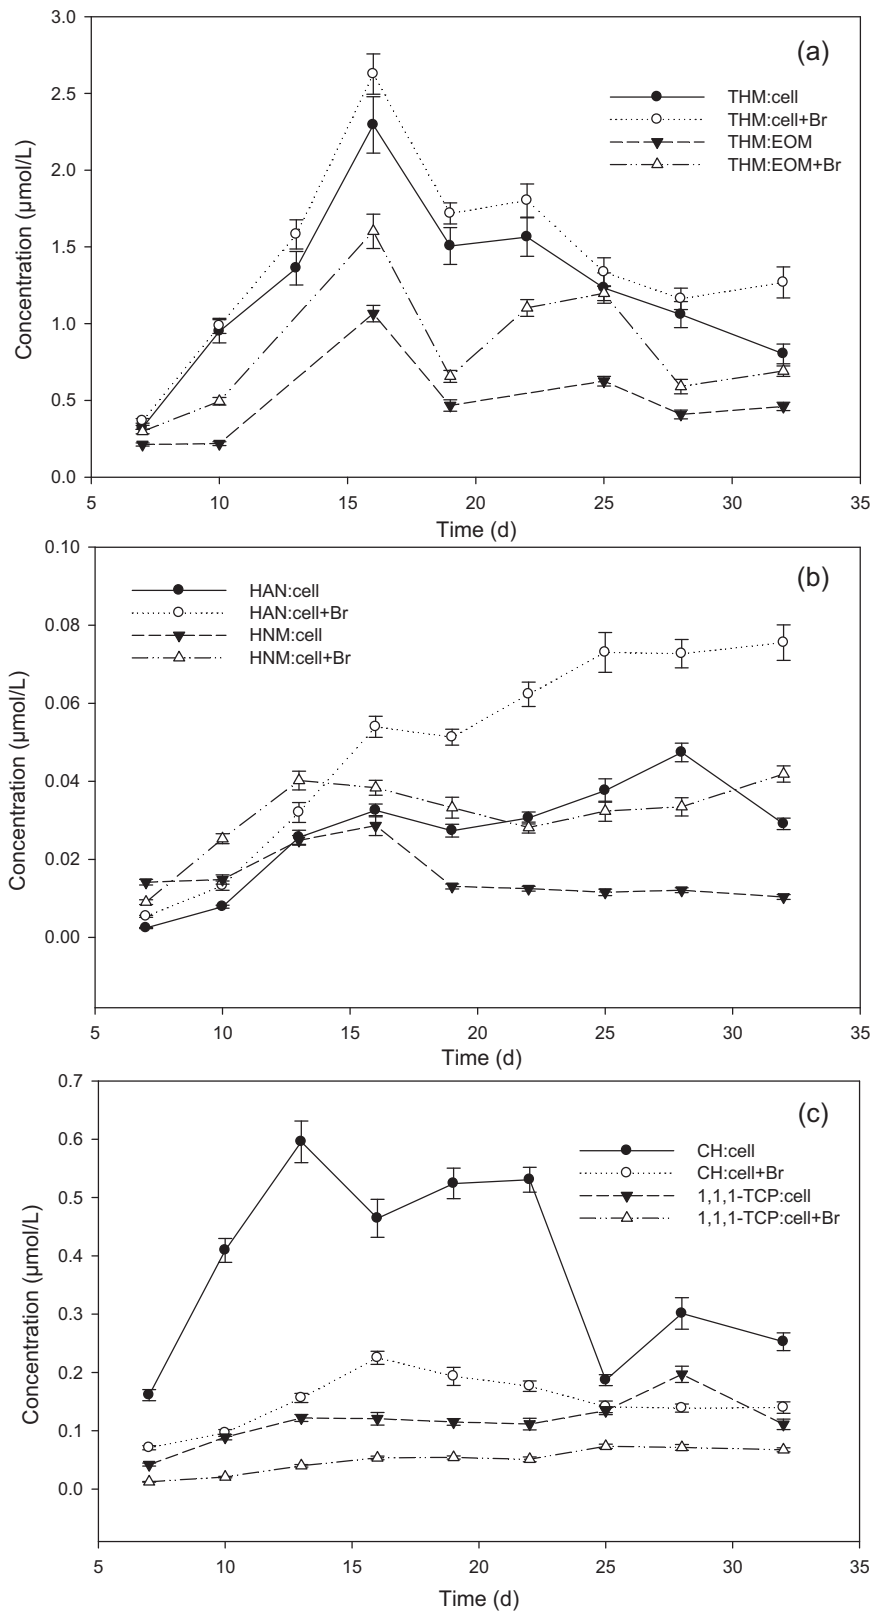 3.0
(a)
2.5
THM:cell
THM:cell+Br
THM:EOM
THM:EOM+Br
2.0
1.5
1.0
0.5
0.0
Concentration (µmol/L)
5 10 15 20 25 30 35
Time (d)
0.10
(b)
HAN:cell
HAN:cell+Br
HNM:cell
HNM:cell+Br
0.08
0.06
0.04
0.02
0.00
Concentration (µmol/L)
5 10 15 20 25 30 35
Time (d)
0.7
(c)
0.6
CH:cell
CH:cell+Br
1,1,1-TCP:cell
1,1,1-TCP:cell+Br
0.5
0.4
0.3
0.2
0.1
0.0
Concentration (µmol/L)
5 10 15 20 25 30 35
Time (d)